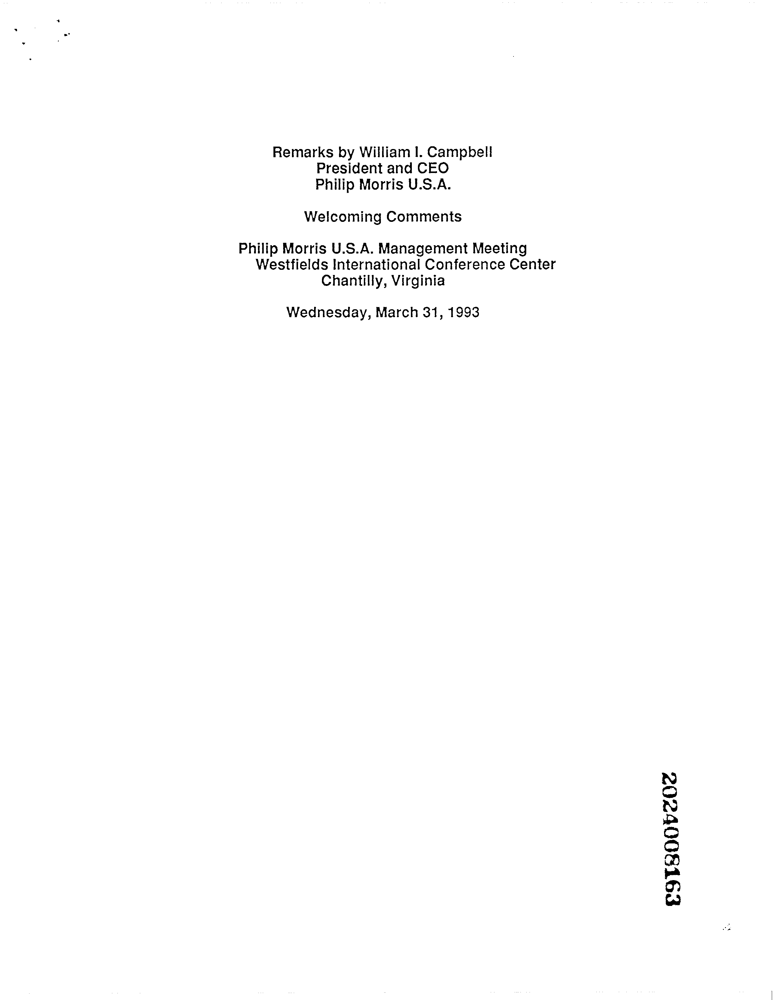 Remarks by William I. Campbell
President and CEO
Philip Morris U.S.A.
Welcoming Comments
Philip Morris U.S.A. Management Meeting
Westfields International Conference Center
Chantilly, Virginia
Wednesday, March 31, 1993
2024008163